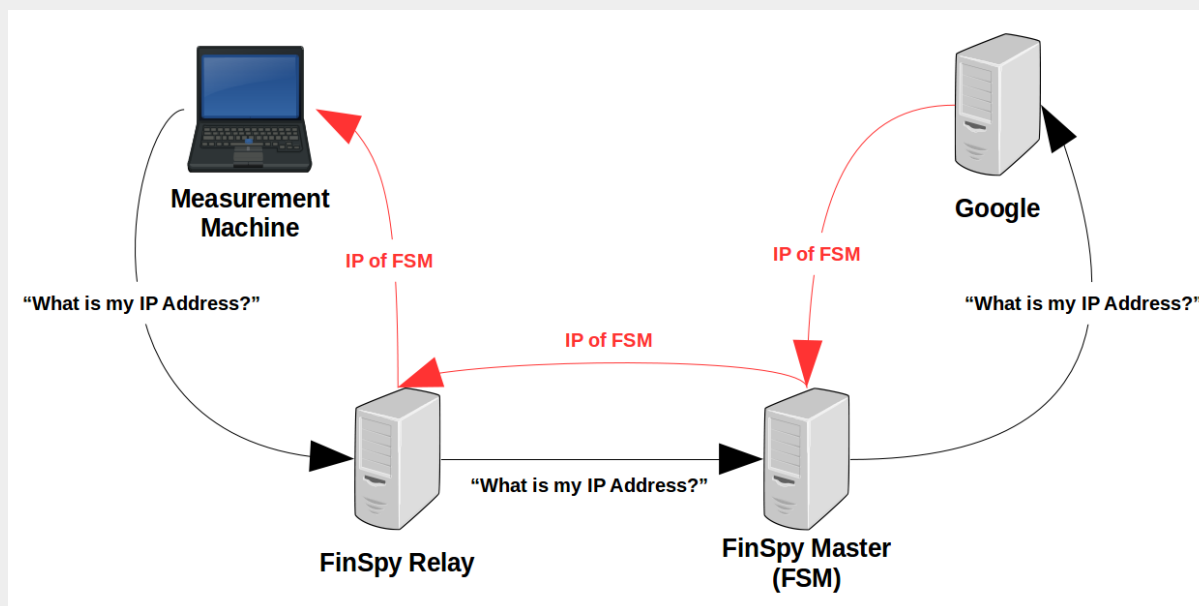 Measurement
Machine
Google
IP of FSM
IP of FSM
“What is my IP Address?”
“What is my IP Address?”
IP of FSM
“What is my IP Address?”
FinSpy Relay
FinSpy Master
(FSM)